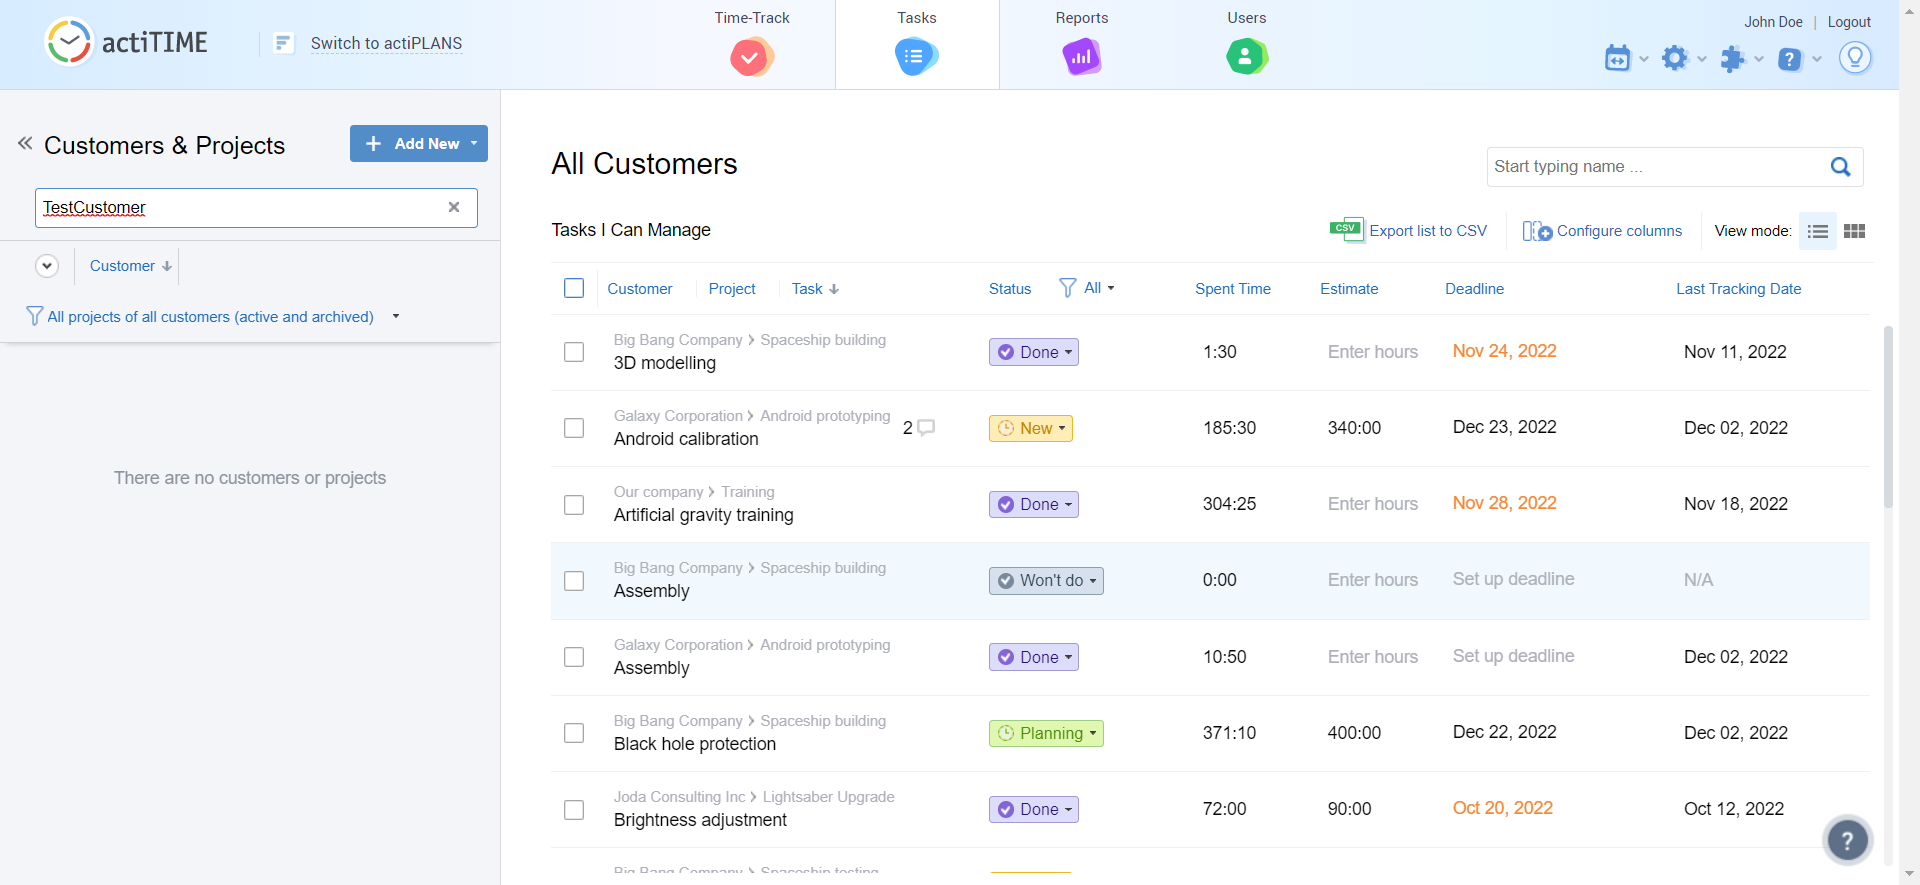 actiTIME
Switch to actiPLANS
Time-Track
Tasks
Reports
Users
John Doe | Logout
Customers & Projects
Add New
TestCustomer
Customer
All projects of all customers (active and archived)
There are no customers or projects
All Customers
Start typing name ...
Tasks I Can Manage
CSV Export list to CSV
Configure columns
View mode:
Customer Project Task Status All Spent Time Estimate Deadline Last Tracking Date
Big Bang Company > Spaceship building
3D modelling Done 1:30 Enter hours Nov 24, 2022 Nov 11, 2022
Galaxy Corporation > Android prototyping
Android calibration 2 New 185:30 340:00 Dec 23, 2022 Dec 02, 2022
Our company > Training
Artificial gravity training Done 304:25 Enter hours Nov 28, 2022 Nov 18, 2022
Big Bang Company > Spaceship building
Assembly Won't do 0:00 Enter hours Set up deadline N/A
Galaxy Corporation > Android prototyping
Assembly Done 10:50 Enter hours Set up deadline Dec 02, 2022
Big Bang Company > Spaceship building
Black hole protection Planning 371:10 400:00 Dec 22, 2022 Dec 02, 2022
Joda Consulting Inc > Lightsaber Upgrade
Brightness adjustment Done 72:00 90:00 Oct 20, 2022 Oct 12, 2022
Big Bang Company > Spaceship testing
?